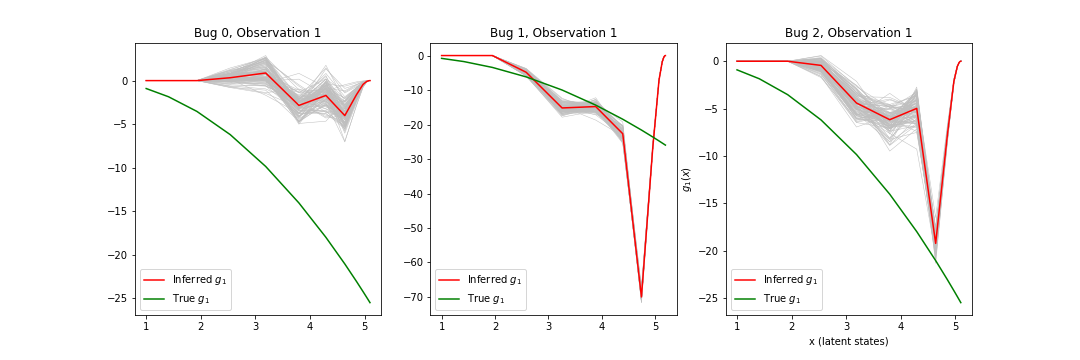 Bug 0, Observation 1
0
−5
−10
−15
−20
−25
1 2 3 4 5
Inferred g₁
True g₁
Bug 1, Observation 1
0
−10
−20
−30
−40
−50
−60
−70
1 2 3 4 5
Inferred g₁
True g₁
Bug 2, Observation 1
g₁(x)
0
−5
−10
−15
−20
−25
1 2 3 4 5
Inferred g₁
True g₁
x (latent states)